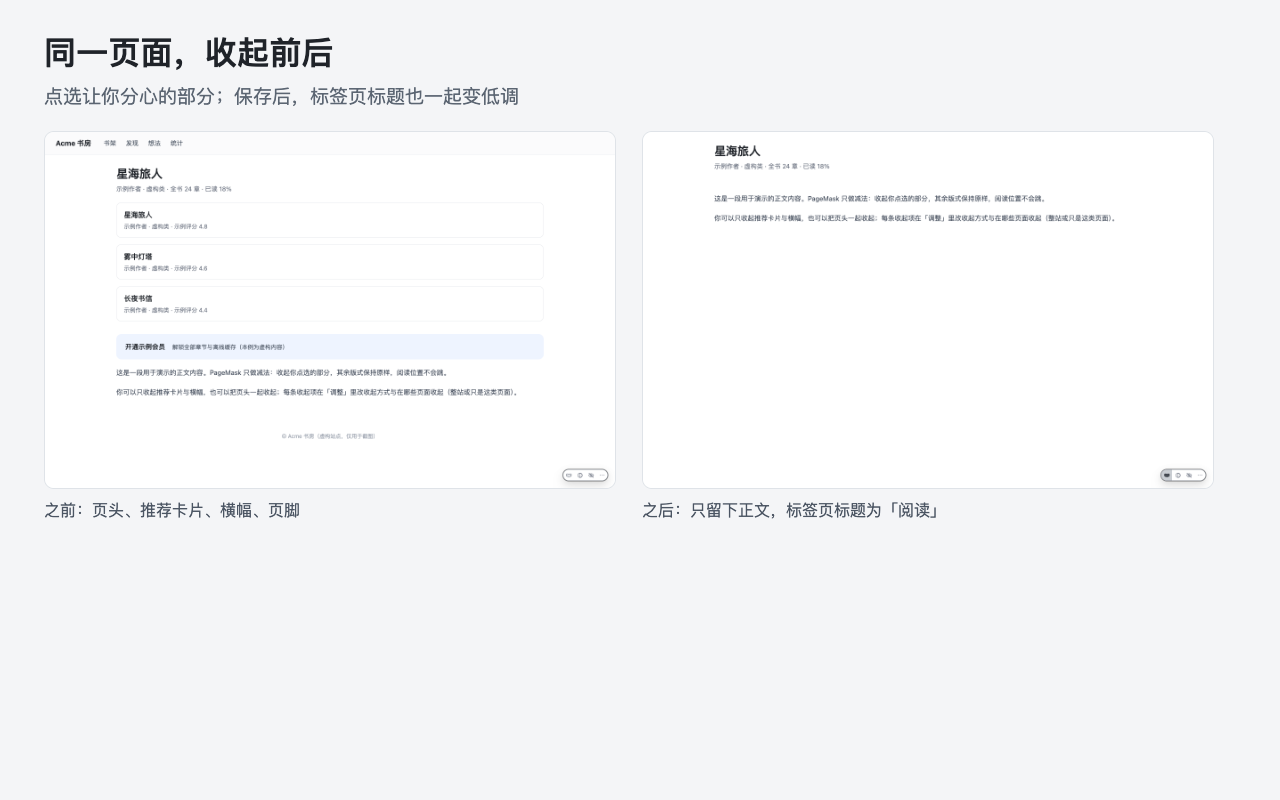 同一页面，收起前后
点选让你分心的部分；保存后，标签页标题也一起变低调
Acme 书房 书架 发现 想法 统计
星海旅人
示例作者 · 虚构类 · 全书 24 章 · 已读 18%
星海旅人
示例作者 · 虚构类 · 示例评分 4.8
雾中灯塔
示例作者 · 虚构类 · 示例评分 4.6
长夜书信
示例作者 · 虚构类 · 示例评分 4.4
开通示例会员 解锁全部章节与离线缓存（本例为虚构内容）
这是一段用于演示的正文内容。PageMask 只做减法：收起你点选的部分，其余版式保持原样，阅读位置不会跳。
你可以只收起推荐卡片与横幅，也可以把页头一起收起；每条收起项在「调整」里改收起方式与在哪些页面收起（整站或只是这类页面）。
© Acme 书房（虚构站点，仅用于截图）
之前：页头、推荐卡片、横幅、页脚
星海旅人
示例作者 · 虚构类 · 全书 24 章 · 已读 18%
这是一段用于演示的正文内容。PageMask 只做减法：收起你点选的部分，其余版式保持原样，阅读位置不会跳。
你可以只收起推荐卡片与横幅，也可以把页头一起收起；每条收起项在「调整」里改收起方式与在哪些页面收起（整站或只是这类页面）。
之后：只留下正文，标签页标题为「阅读」